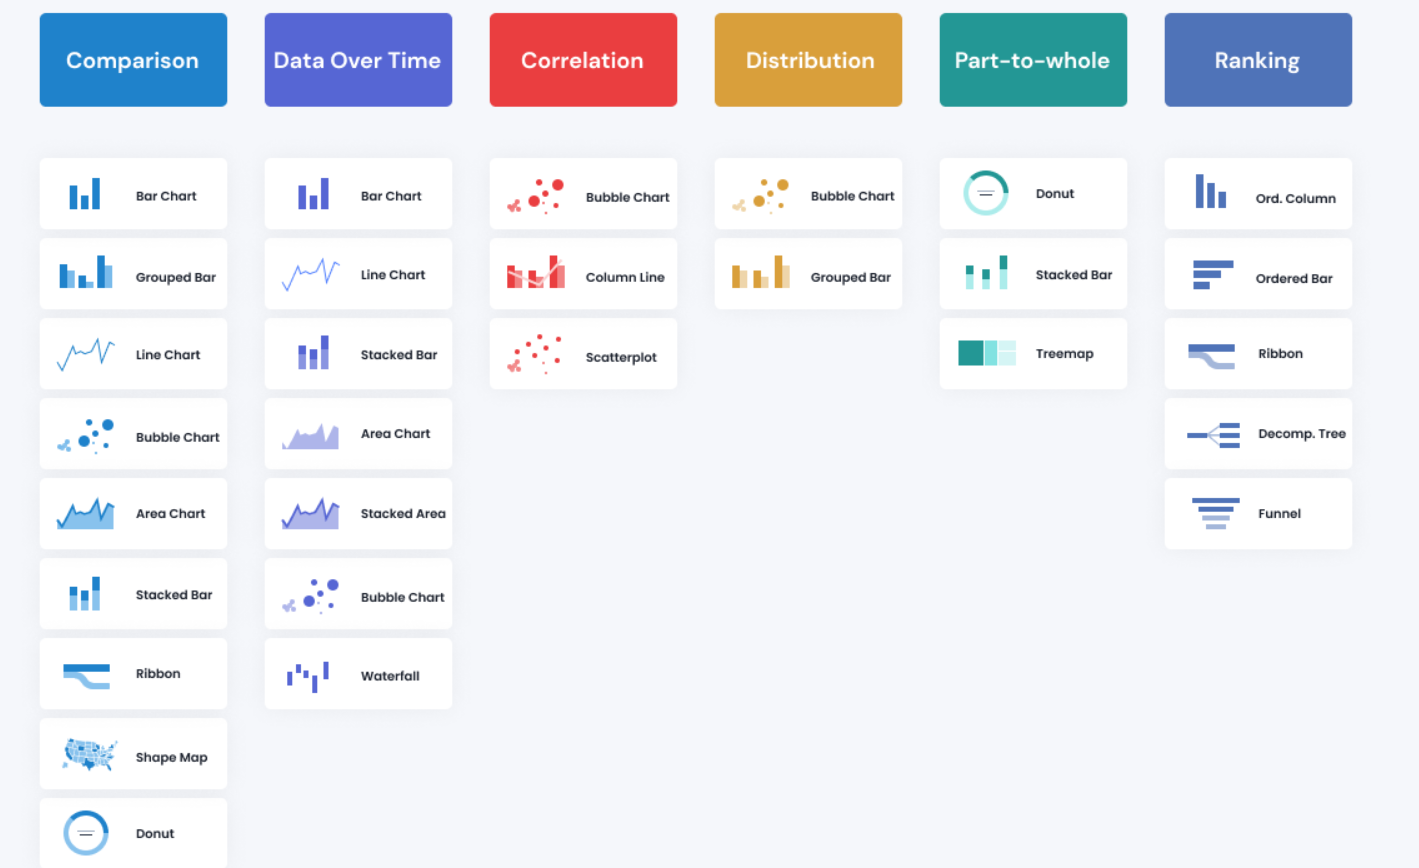 Comparison
Data Over Time
Correlation
Distribution
Part-to-whole
Ranking
Bar Chart
Grouped Bar
Line Chart
Bubble Chart
Area Chart
Stacked Bar
Ribbon
Shape Map
Donut
Bar Chart
Line Chart
Stacked Bar
Area Chart
Stacked Area
Bubble Chart
Waterfall
Bubble Chart
Column Line
Scatterplot
Bubble Chart
Grouped Bar
Donut
Stacked Bar
Treemap
Ord. Column
Ordered Bar
Ribbon
Decomp. Tree
Funnel